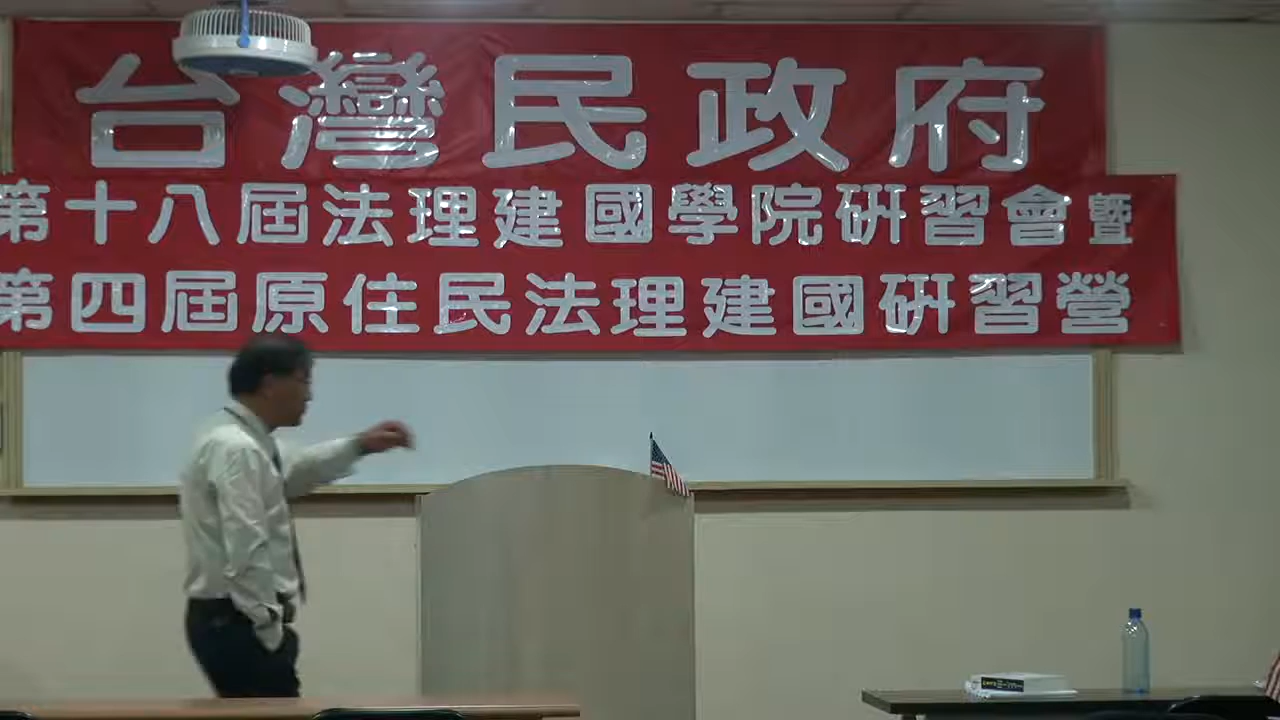 台灣民政府
第十八屆法理建國學院研習會暨
第四屆原住民法理建國研習營